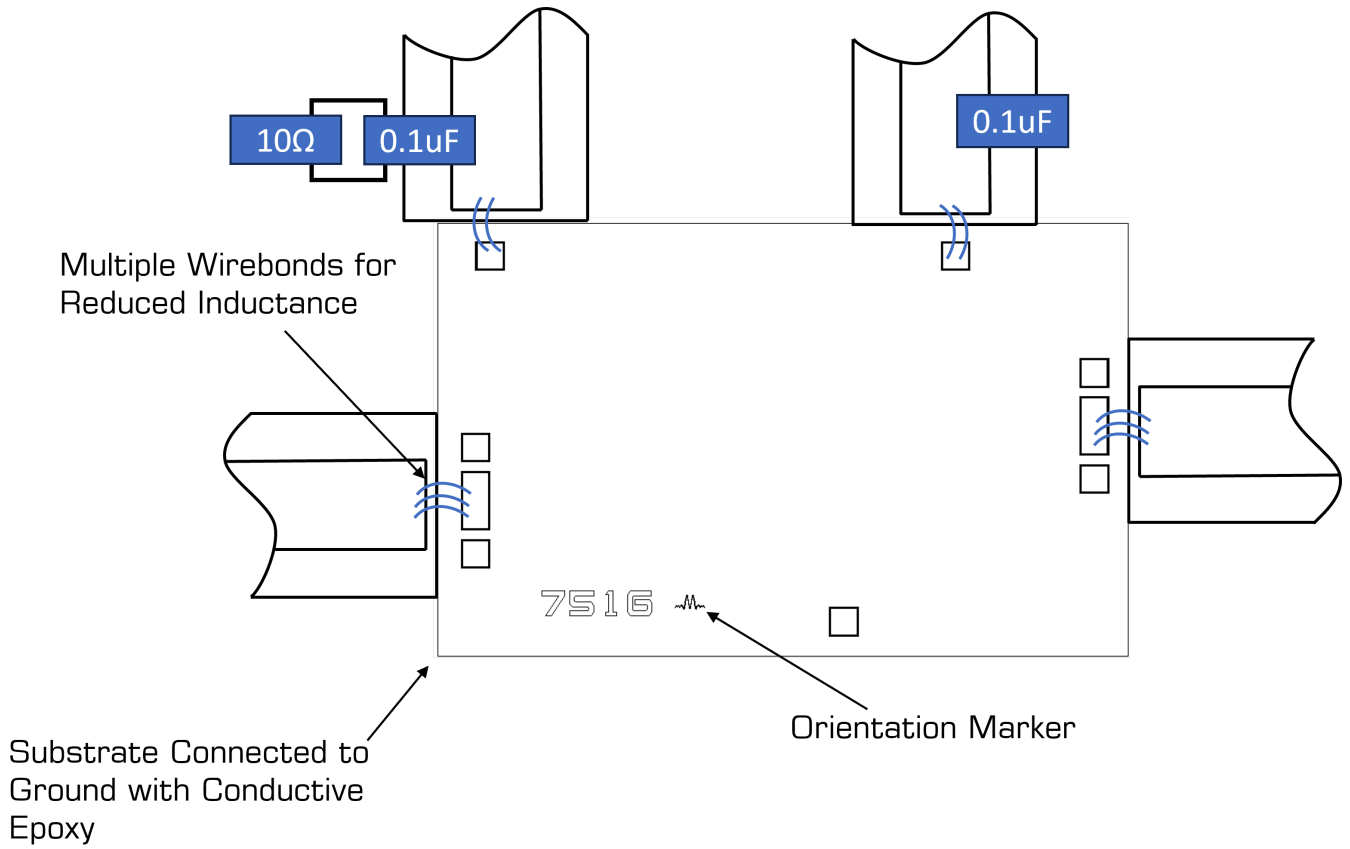 10Ω
0.1uF
0.1uF
Multiple Wirebonds for
Reduced Inductance
7516
Orientation Marker
Substrate Connected to
Ground with Conductive
Epoxy